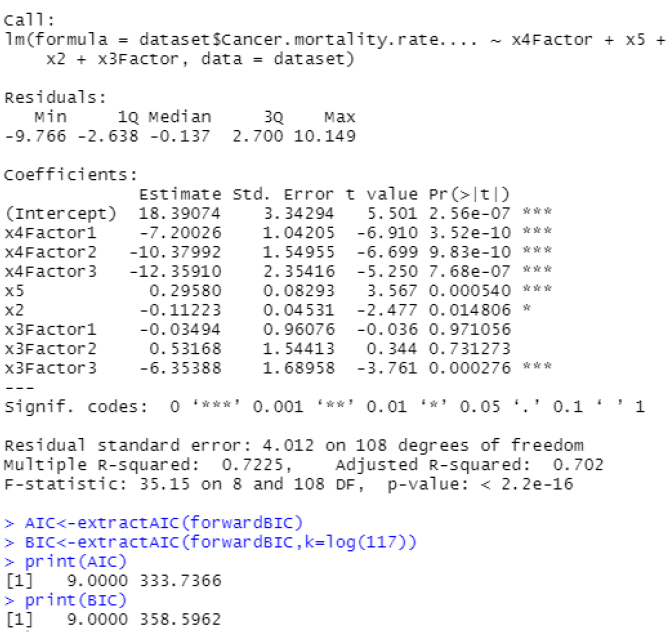 Call:
lm(formula = dataset$Cancer.mortality.rate.... ~ x4Factor + x5 +
    x2 + x3Factor, data = dataset)
Residuals:
   Min     1Q Median     3Q    Max
-9.766 -2.638 -0.137  2.700 10.149
Coefficients:
             Estimate Std. Error t value Pr(>|t|)
(Intercept)  18.39074    3.34294   5.501 2.56e-07 ***
x4Factor1    -7.20026    1.04205  -6.910 3.52e-10 ***
x4Factor2   -10.37992    1.54955  -6.699 9.83e-10 ***
x4Factor3   -12.35910    2.35416  -5.250 7.68e-07 ***
x5            0.29580    0.08293   3.567 0.000540 ***
x2           -0.11223    0.04531  -2.477 0.014806 *
x3Factor1    -0.03494    0.96076  -0.036 0.971056
x3Factor2     0.53168    1.54413   0.344 0.731273
x3Factor3    -6.35388    1.68958  -3.761 0.000276 ***
---
Signif. codes:  0 ‘***’ 0.001 ‘**’ 0.01 ‘*’ 0.05 ‘.’ 0.1 ‘ ’ 1
Residual standard error: 4.012 on 108 degrees of freedom
Multiple R-squared:  0.7225,    Adjusted R-squared:  0.702
F-statistic: 35.15 on 8 and 108 DF,  p-value: < 2.2e-16
> AIC<-extractAIC(forwardBIC)
> BIC<-extractAIC(forwardBIC,k=log(117))
> print(AIC)
[1]   9.0000 333.7366
> print(BIC)
[1]   9.0000 358.5962